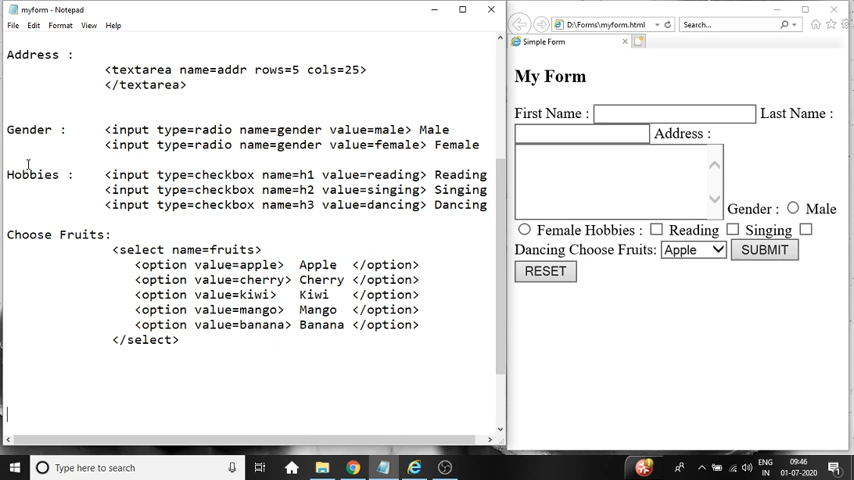 myform - Notepad
File Edit Format View Help
Address :
<textarea name=addr rows=5 cols=25>
</textarea>
Gender : <input type=radio name=gender value=male> Male
<input type=radio name=gender value=female> Female
Hobbies : <input type=checkbox name=h1 value=reading> Reading
<input type=checkbox name=h2 value=singing> Singing
<input type=checkbox name=h3 value=dancing> Dancing
Choose Fruits:
<select name=fruits>
<option value=apple> Apple </option>
<option value=cherry> Cherry </option>
<option value=kiwi> Kiwi </option>
<option value=mango> Mango </option>
<option value=banana> Banana </option>
</select>
D:\Forms\myform.html
Search...
Simple Form
My Form
First Name : Last Name :
Address :
Gender : Male
Female Hobbies : Reading Singing
Dancing Choose Fruits: Apple SUBMIT
RESET
Type here to search
ENG
IN
09:46
01-07-2020